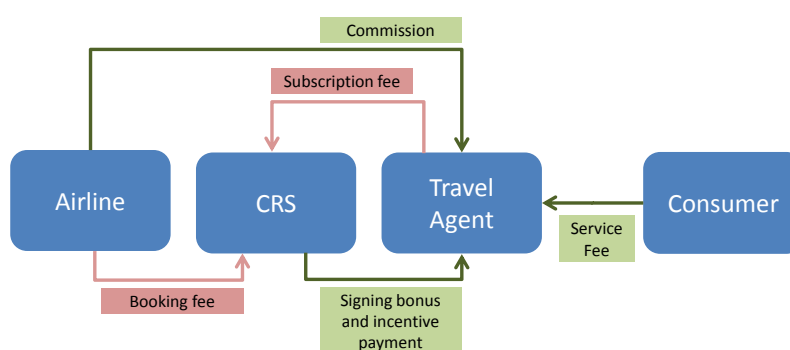 Commission
Subscription fee
Airline
CRS
Travel
Agent
Consumer
Service
Fee
Booking fee
Signing bonus
and incentive
payment